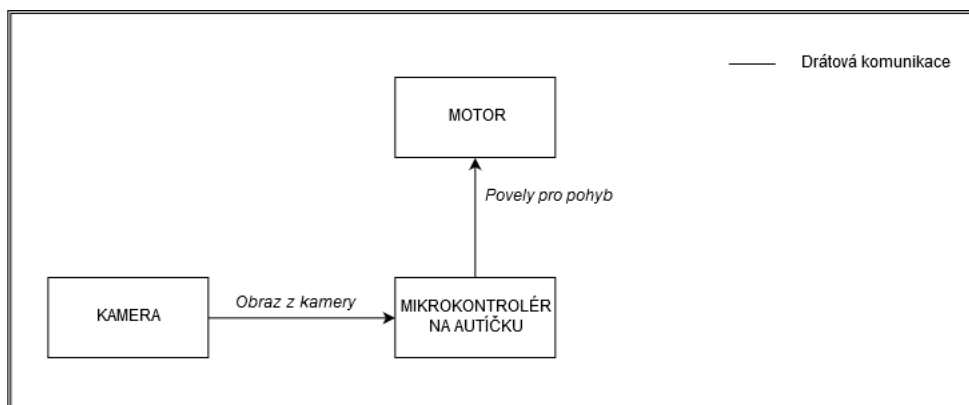 Drátová komunikace
MOTOR
Povely pro pohyb
KAMERA
Obraz z kamery
MIKROKONTROLÉR
NA AUTÍČKU